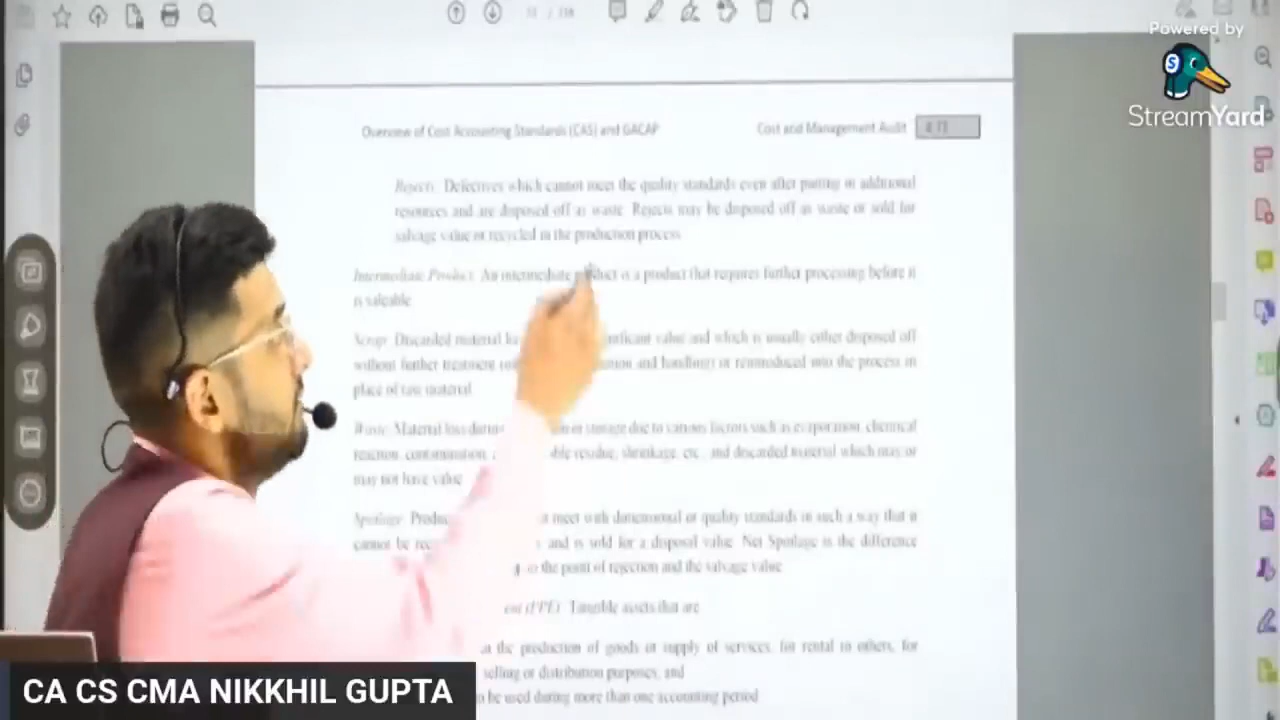 Powered by
StreamYard
Overview of Cost Accounting Standards (CAS) and GACAP
Cost and Management Audit
Rejects: Defectives which cannot meet the quality standards even after putting in additional
resources and are disposed off as waste. Rejects may be disposed off as waste or sold for
salvage value or recycled in the production process
Intermediate Product: An intermediate product is a product that requires further processing before it
is saleable
Scrap: Discarded material and which is usually either disposed off
without further treatment and handling) or reintroduced into the process in
place of raw material
Waste: Material loss during or storage due to various factors such as evaporation, chemical
reaction, contamination, residue, shrinkage, etc., and discarded material which may or
may not have value
Spoilage: meet with dimensional or quality standards in such a way that it
cannot be and is sold for a disposal value. Net Spoilage is the difference
to the point of rejection and the salvage value
(PPE): Tangible assets that are
the production of goods or supply of services, for rental to others, for
selling or distribution purposes, and
be used during more than one accounting period
CA CS CMA NIKKHIL GUPTA